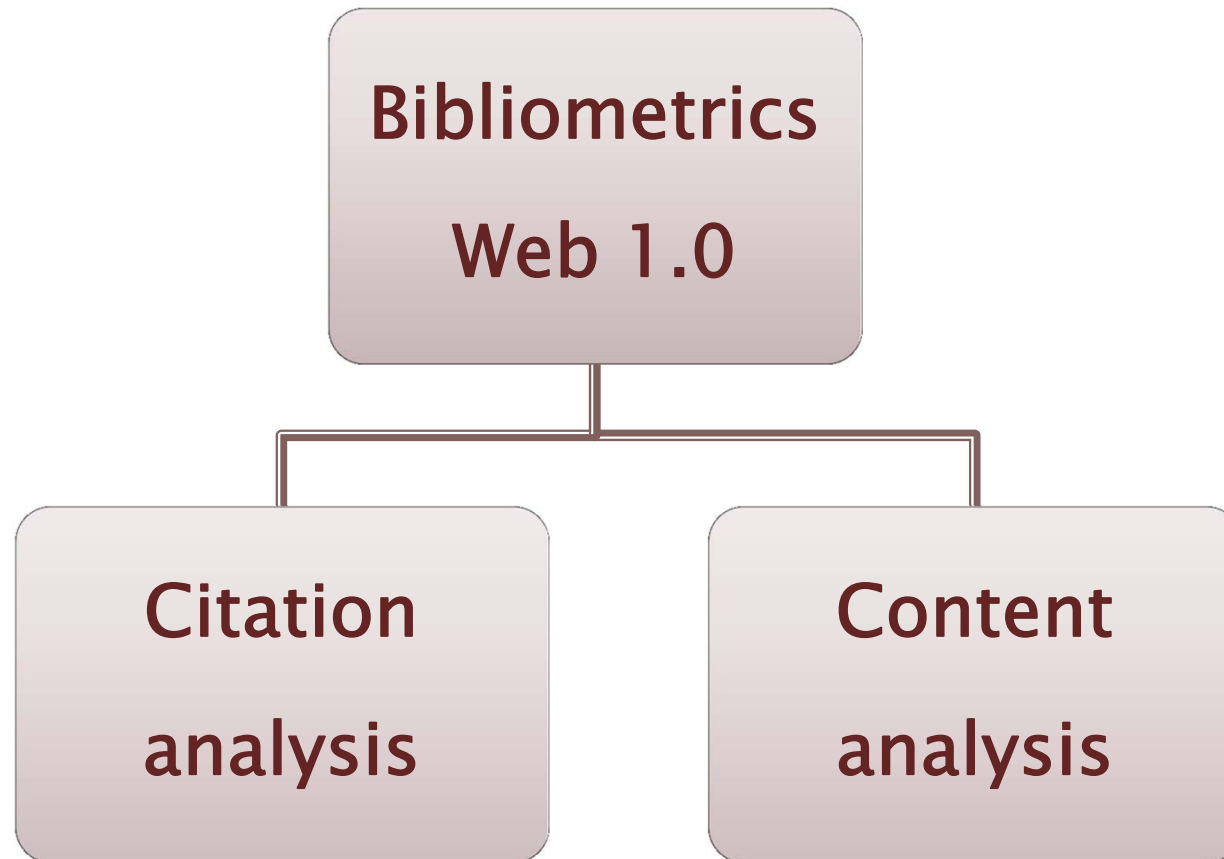 Bibliometrics
Web 1.0
Citation
analysis
Content
analysis